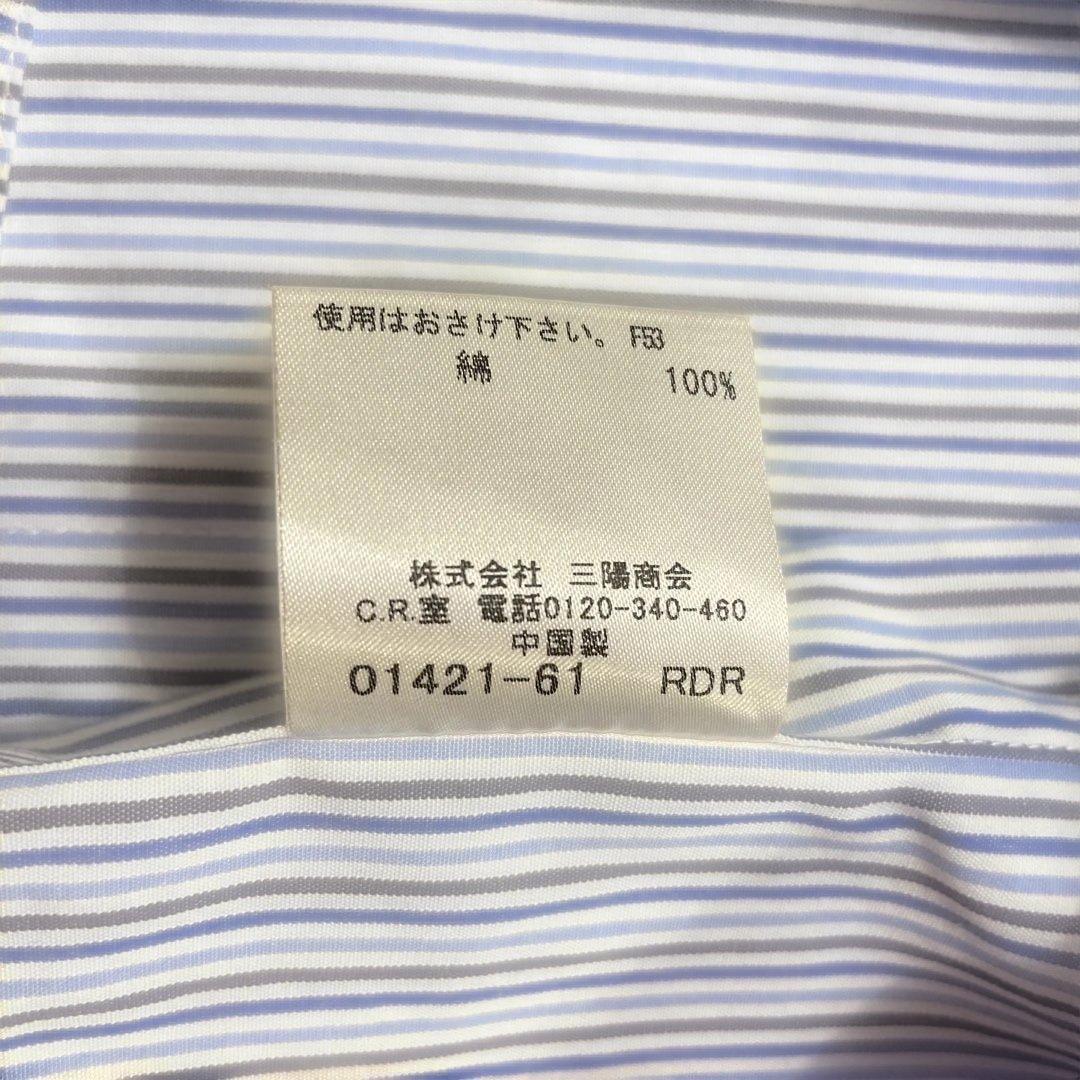 使用はおさけ下さい。 F53
綿 100%
株式会社 三陽商会
C.R.室 電話0120-340-460
中国製
01421-61 RDR